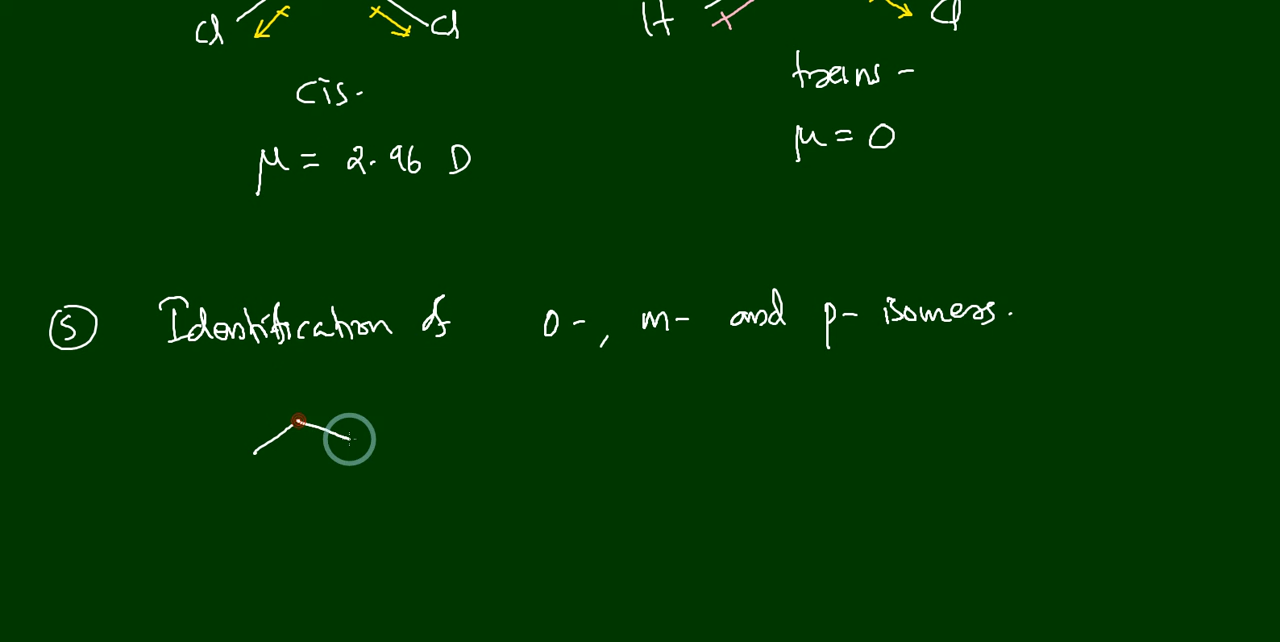 Cl Cl H Cl
cis. trans -
μ = 2.96 D μ = 0
⑤ Identification of o-, m- and p- isomers.